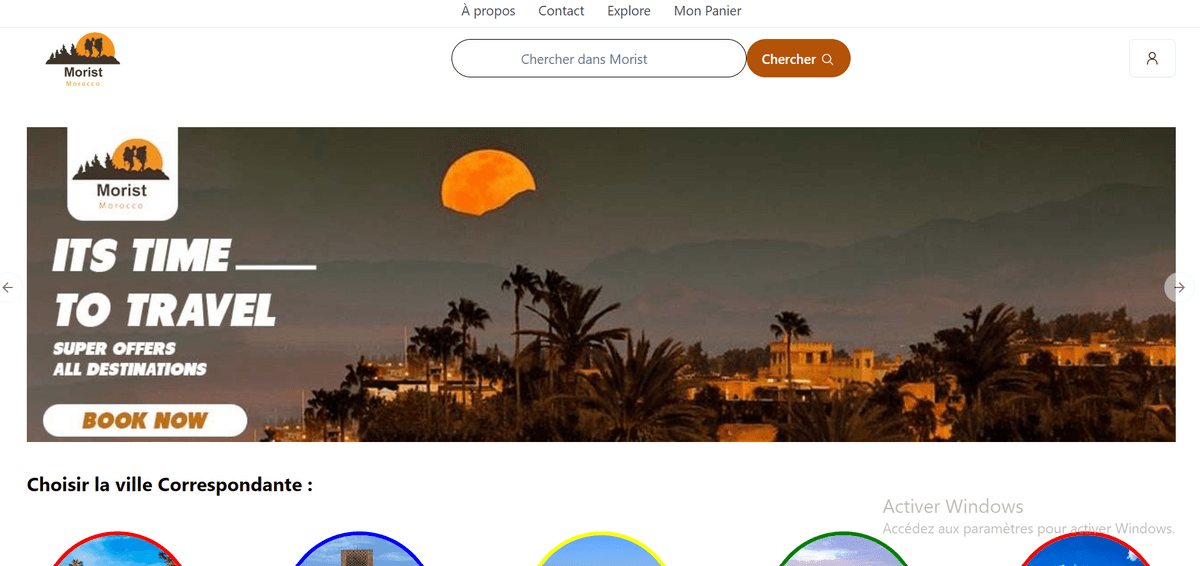 À propos Contact Explore Mon Panier
Morist
Morocco
Chercher dans Morist
Chercher
Morist
Morocco
ITS TIME
TO TRAVEL
SUPER OFFERS
ALL DESTINATIONS
BOOK NOW
Choisir la ville Correspondante :
Activer Windows
Accédez aux paramètres pour activer Windows.